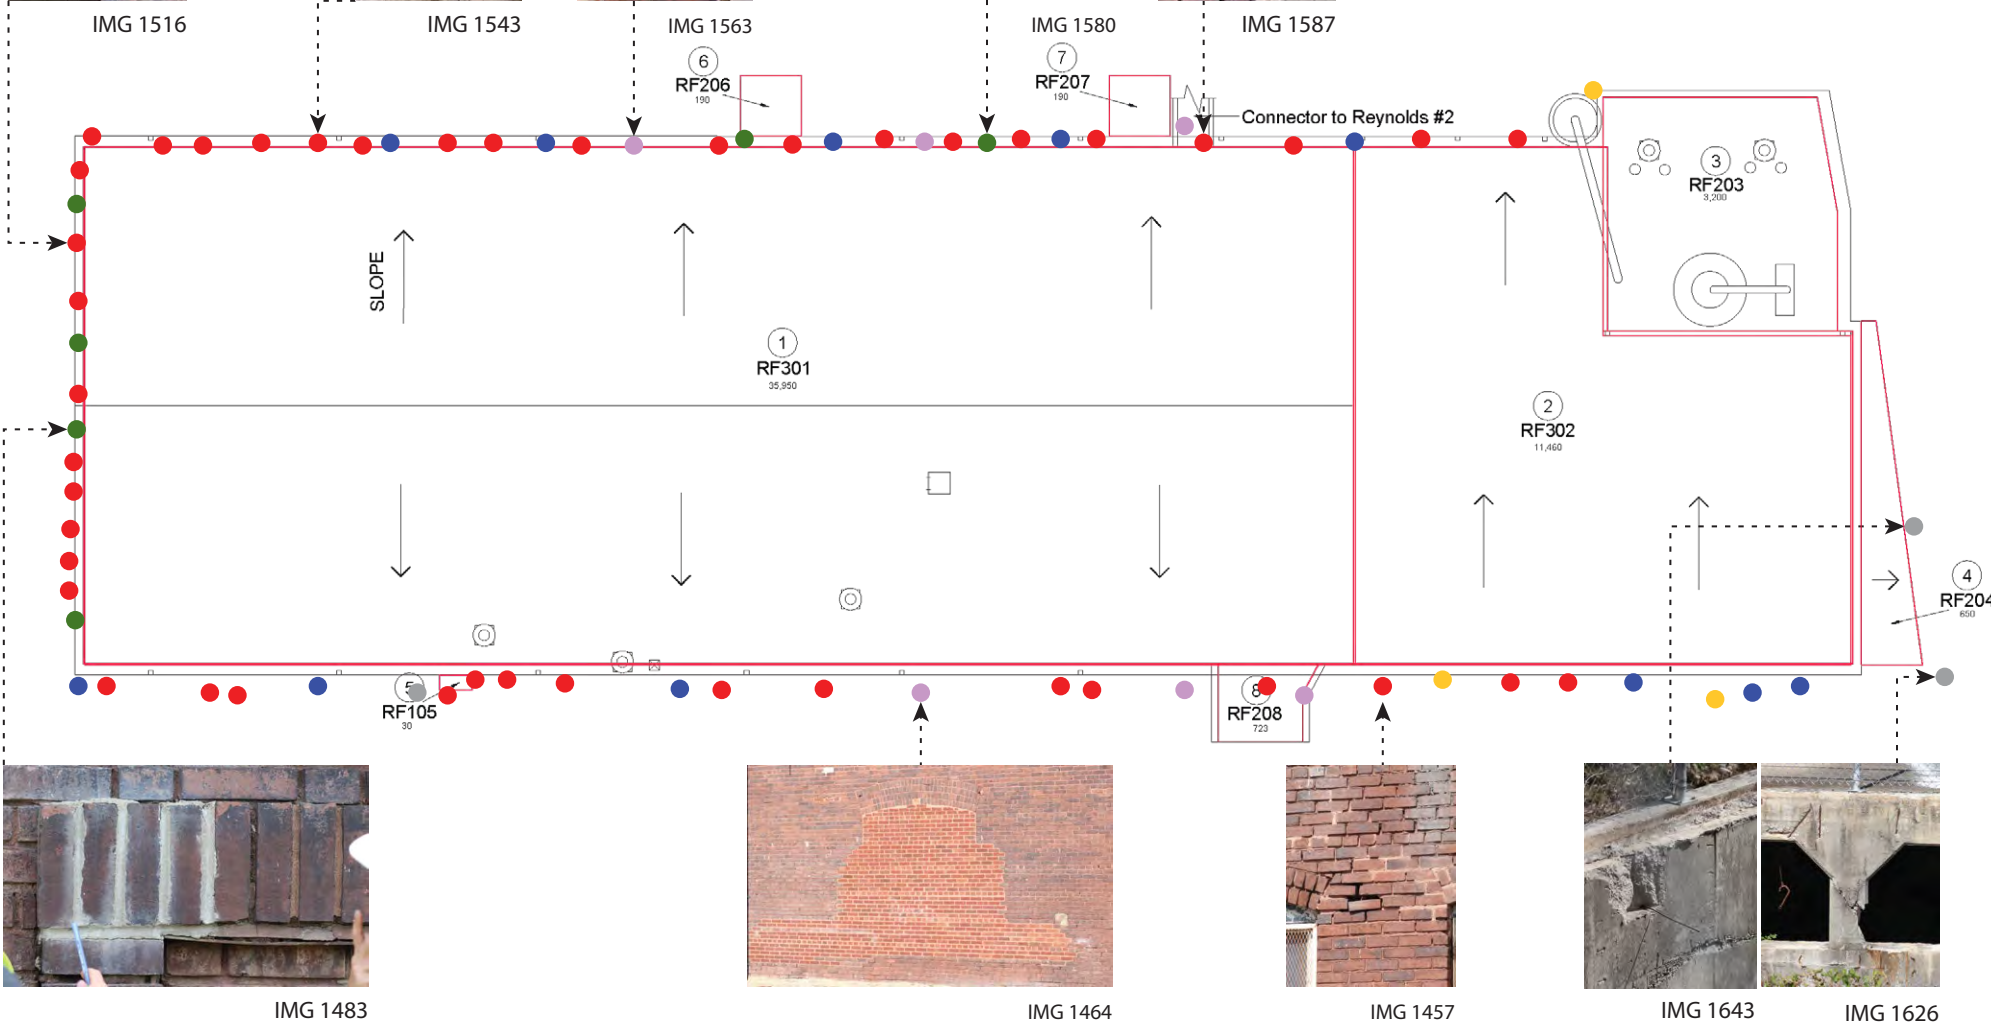 IMG 1516
IMG 1543
IMG 1563
IMG 1580
IMG 1587
6
RF206
190
7
RF207
190
Connector to Reynolds #2
3
RF203
3,200
SLOPE
1
RF301
35,950
2
RF302
11,460
4
RF204
650
5
RF105
30
8
RF208
723
IMG 1483
IMG 1464
IMG 1457
IMG 1643
IMG 1626